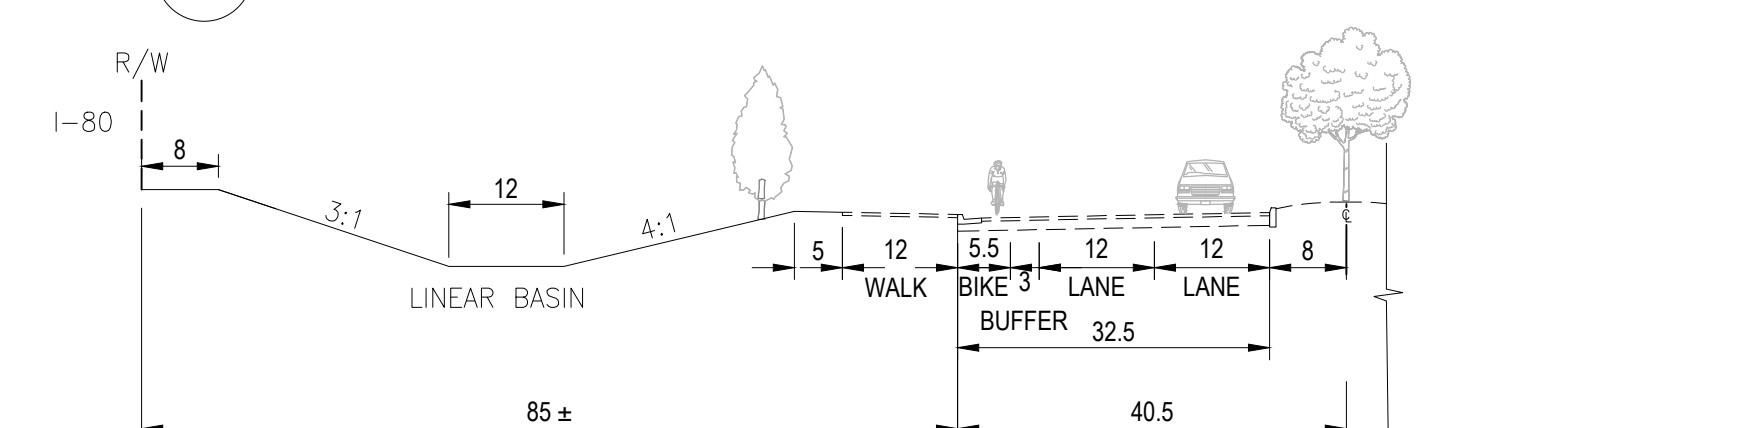 R/W
I-80
8
12
3:1
4:1
LINEAR BASIN
℄
5
12
5.5
3
12
12
8
WALK
BIKE
LANE
LANE
BUFFER
32.5
85 ±
40.5